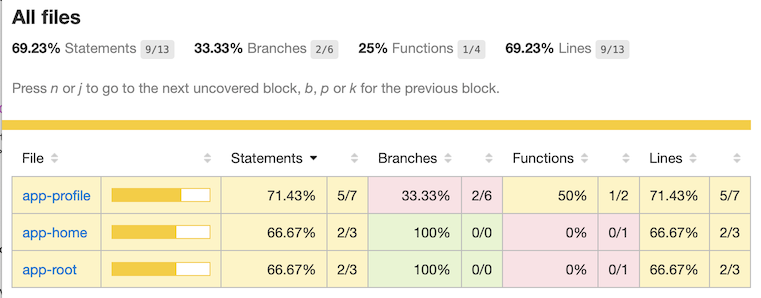 All files
69.23% Statements 9/13 33.33% Branches 2/6 25% Functions 1/4 69.23% Lines 9/13
Press n or j to go to the next uncovered block, b, p or k for the previous block.
File Statements Branches Functions Lines
app-profile 71.43% 5/7 33.33% 2/6 50% 1/2 71.43% 5/7
app-home 66.67% 2/3 100% 0/0 0% 0/1 66.67% 2/3
app-root 66.67% 2/3 100% 0/0 0% 0/1 66.67% 2/3